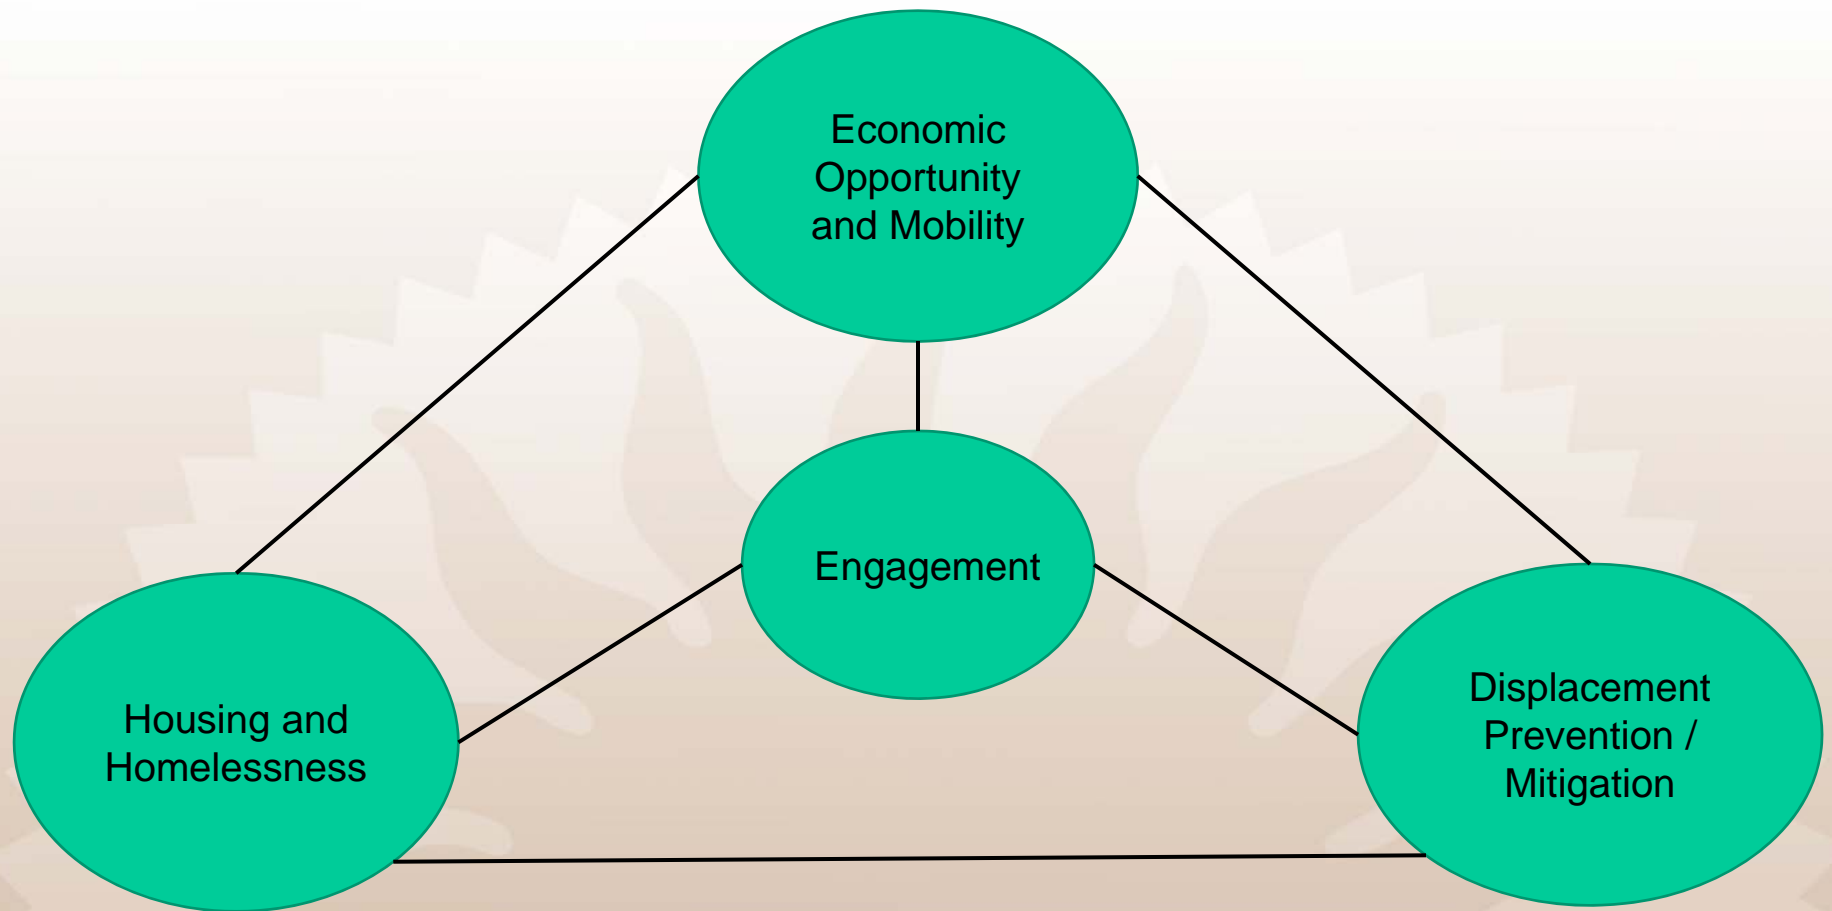 Economic
Opportunity
and Mobility
Engagement
Housing and
Homelessness
Displacement
Prevention /
Mitigation